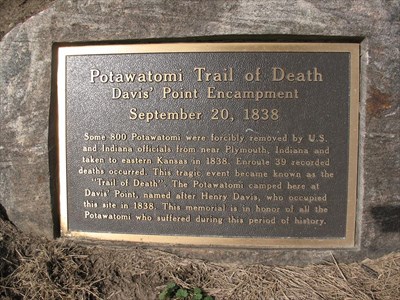 Potawatomi Trail of Death
Davis' Point Encampment
September 20, 1838
Some 800 Potawatomi were forcibly removed by U.S.
and Indiana officials from near Plymouth, Indiana and
taken to eastern Kansas in 1838. Enroute 39 recorded
deaths occurred. This tragic event became known as the
"Trail of Death". The Potawatomi camped here at
Davis' Point, named after Henry Davis, who occupied
this site in 1838. This memorial is in honor of all the
Potawatomi who suffered during this period of history.